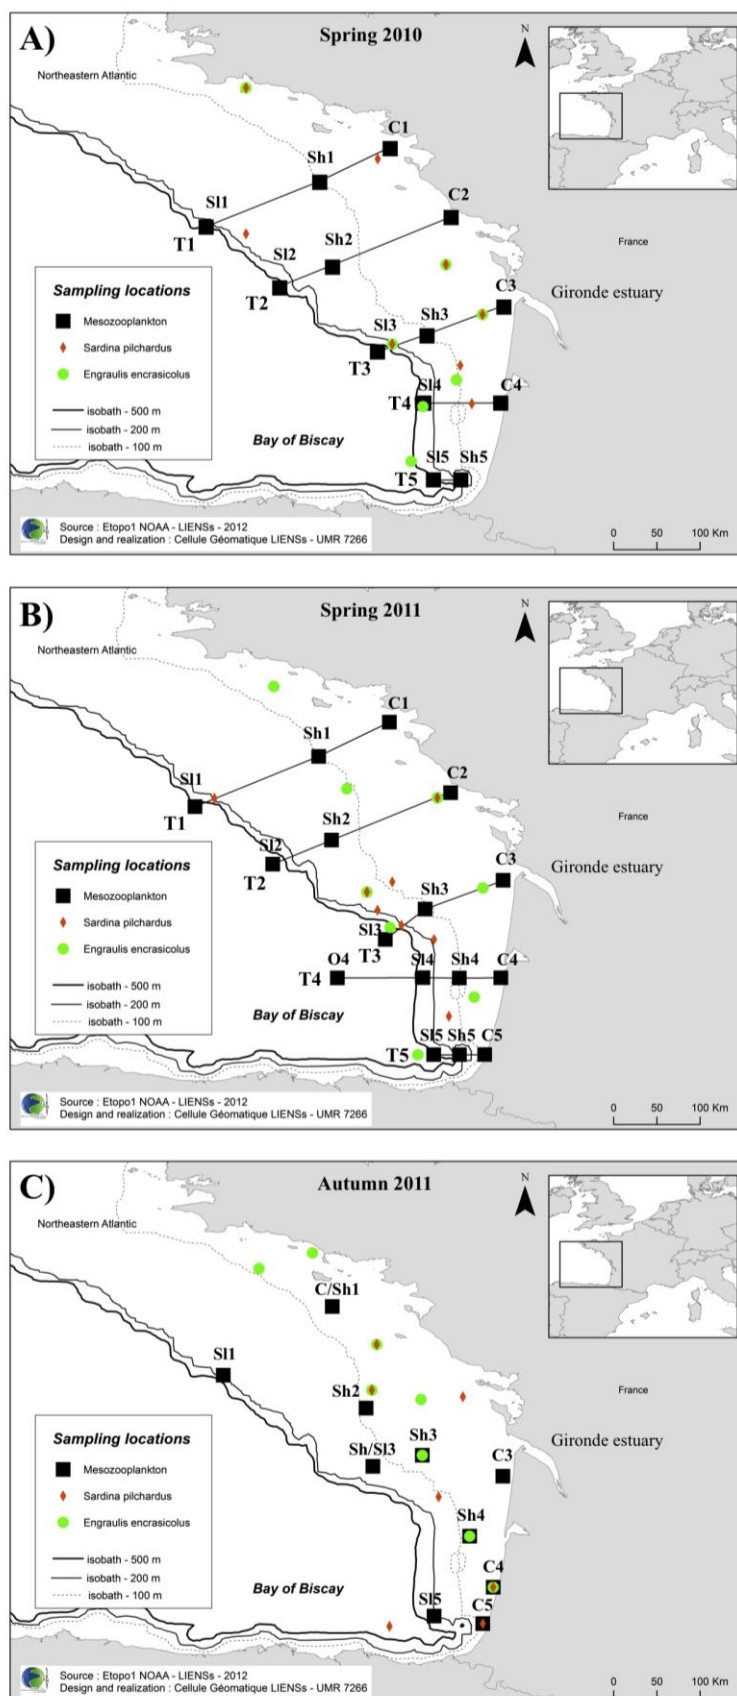 A)
Spring 2010
N
Northeastern Atlantic
C1
Sh1
Sl1
T1
C2
Sh2
Sl2
T2
France
Gironde estuary
C3
Sh3
Sl3
T3
Sl4
T4
C4
Sampling locations
Mesozooplankton
Sardina pilchardus
Engraulis encrasicolus
isobath - 500 m
isobath - 200 m
isobath - 100 m
Bay of Biscay
Sl5
Sh5
T5
Source : Etopo1 NOAA - LIENSs - 2012
Design and realization : Cellule Géomatique LIENSs - UMR 7266
0 50 100 Km
B)
Spring 2011
N
Northeastern Atlantic
C1
Sh1
Sl1
T1
C2
Sh2
Sl2
T2
France
Gironde estuary
C3
Sh3
Sl3
T3
O4
Sl4
Sh4
C4
T4
Sampling locations
Mesozooplankton
Sardina pilchardus
Engraulis encrasicolus
isobath - 500 m
isobath - 200 m
isobath - 100 m
Bay of Biscay
Sl5
Sh5
C5
T5
Source : Etopo1 NOAA - LIENSs - 2012
Design and realization : Cellule Géomatique LIENSs - UMR 7266
0 50 100 Km
C)
Autumn 2011
N
Northeastern Atlantic
C/Sh1
Sl1
Sh2
France
Gironde estuary
Sh3
Sh/Sl3
C3
Sh4
C4
C5
Sl5
Sampling locations
Mesozooplankton
Sardina pilchardus
Engraulis encrasicolus
isobath - 500 m
isobath - 200 m
isobath - 100 m
Bay of Biscay
Source : Etopo1 NOAA - LIENSs - 2012
Design and realization : Cellule Géomatique LIENSs - UMR 7266
0 50 100 Km